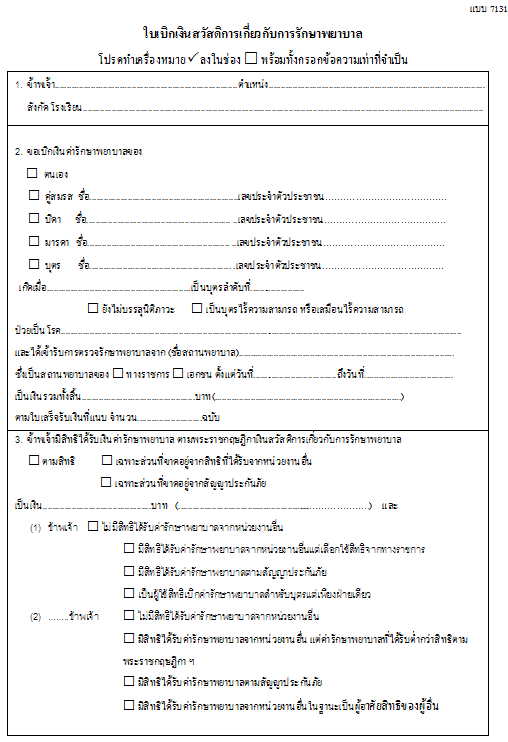 แบบ 7131
ใบเบิกเงินสวัสดิการเกี่ยวกับการรักษาพยาบาล
โปรดทำเครื่องหมาย ✓ ลงในช่อง ☐ พร้อมทั้งกรอกข้อความเท่าที่จำเป็น
1. ข้าพเจ้า......................................................ตำแหน่ง......................................................
สังกัด โรงเรียน......................................................
2. ขอเบิกเงินค่ารักษาพยาบาลของ
☐ ตนเอง
☐ คู่สมรส ชื่อ......................................................เลขประจำตัวประชาชน......................................
☐ บิดา ชื่อ......................................................เลขประจำตัวประชาชน......................................
☐ มารดา ชื่อ......................................................เลขประจำตัวประชาชน......................................
☐ บุตร ชื่อ......................................................เลขประจำตัวประชาชน......................................
เกิดเมื่อ......................................................เป็นบุตรลำดับที่......................
☐ ยังไม่บรรลุนิติภาวะ ☐ เป็นบุตรไร้ความสามารถ หรือเสมือนไร้ความสามารถ
ป่วยเป็นโรค......................................................
และได้เข้ารับการตรวจรักษาพยาบาลจาก (ชื่อสถานพยาบาล)......................................................
ซึ่งเป็นสถานพยาบาลของ ☐ ทางราชการ ☐ เอกชน ตั้งแต่วันที่..............................ถึงวันที่..............................
เป็นเงินรวมทั้งสิ้น........................................บาท(......................................................)
ตามใบเสร็จรับเงินที่แนบ จำนวน......................ฉบับ
3. ข้าพเจ้ามีสิทธิได้รับเงินค่ารักษาพยาบาล ตามพระราชกฤษฎีกาเงินสวัสดิการเกี่ยวกับการรักษาพยาบาล
☐ ตามสิทธิ ☐ เฉพาะส่วนที่ขาดอยู่จากสิทธิที่ได้รับจากหน่วยงานอื่น
☐ เฉพาะส่วนที่ขาดอยู่จากสัญญาประกันภัย
เป็นเงิน........................................บาท (......................................................) และ
(1) ข้าพเจ้า ☐ ไม่มีสิทธิได้รับค่ารักษาพยาบาลจากหน่วยงานอื่น
☐ มีสิทธิได้รับค่ารักษาพยาบาลจากหน่วยงานอื่นแต่เลือกใช้สิทธิจากทางราชการ
☐ มีสิทธิได้รับค่ารักษาพยาบาลตามสัญญาประกันภัย
☐ เป็นผู้ใช้สิทธิเบิกค่ารักษาพยาบาลสำหรับบุตรแต่เพียงฝ่ายเดียว
(2) ........ข้าพเจ้า ☐ ไม่มีสิทธิได้รับค่ารักษาพยาบาลจากหน่วยงานอื่น
☐ มีสิทธิได้รับค่ารักษาพยาบาลจากหน่วยงานอื่น แต่ค่ารักษาพยาบาลที่ได้รับต่ำกว่าสิทธิตาม
พระราชกฤษฎีกา ฯ
☐ มีสิทธิได้รับค่ารักษาพยาบาลตามสัญญาประกันภัย
☐ มีสิทธิได้รับค่ารักษาพยาบาลจากหน่วยงานอื่นในฐานะเป็นผู้อาศัยสิทธิของผู้อื่น